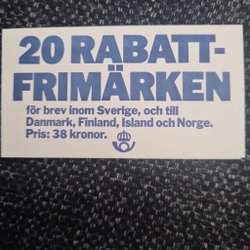 20 RABATT-
FRIMÄRKEN
för brev inom Sverige, och till
Danmark, Finland, Island och Norge.
Pris: 38 kronor.